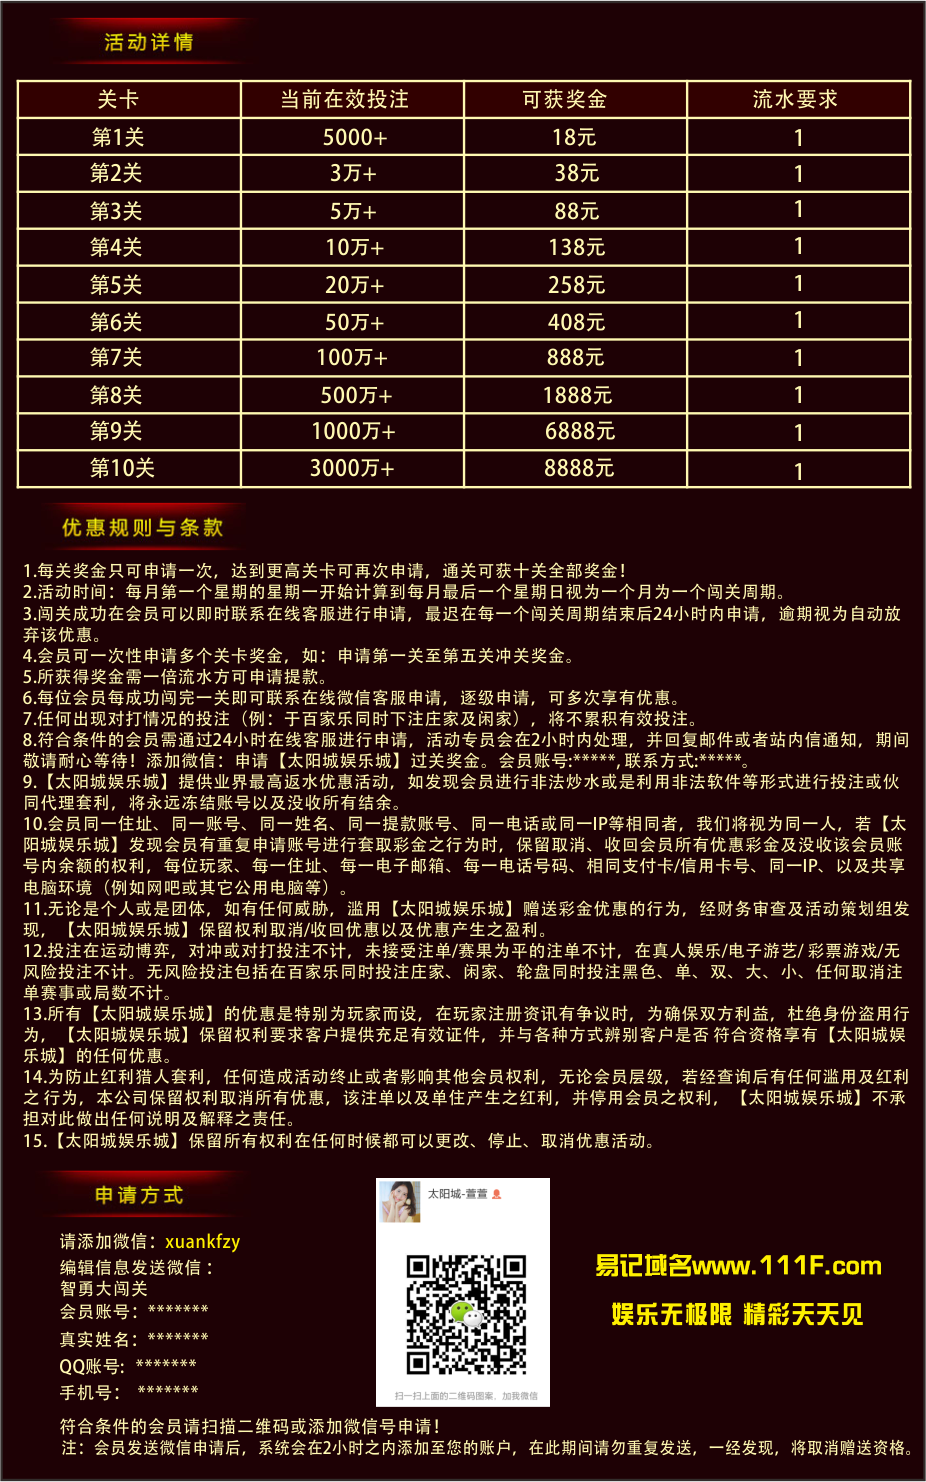 活动详情
关卡 当前在效投注 可获奖金 流水要求
第1关 5000+ 18元 1
第2关 3万+ 38元 1
第3关 5万+ 88元 1
第4关 10万+ 138元 1
第5关 20万+ 258元 1
第6关 50万+ 408元 1
第7关 100万+ 888元 1
第8关 500万+ 1888元 1
第9关 1000万+ 6888元 1
第10关 3000万+ 8888元 1
优惠规则与条款
1.每关奖金只可申请一次，达到更高关卡可再次申请，通关可获十关全部奖金！
2.活动时间：每月第一个星期的星期一开始计算到每月最后一个星期日视为一个月为一个闯关周期。
3.闯关成功在会员可以即时联系在线客服进行申请，最迟在每一个闯关周期结束后24小时内申请，逾期视为自动放
弃该优惠。
4.会员可一次性申请多个关卡奖金，如：申请第一关至第五关冲关奖金。
5.所获得奖金需一倍流水方可申请提款。
6.每位会员每成功闯完一关即可联系在线微信客服申请，逐级申请，可多次享有优惠。
7.任何出现对打情况的投注（例：于百家乐同时下注庄家及闲家），将不累积有效投注。
8.符合条件的会员需通过24小时在线客服进行申请，活动专员会在2小时内处理，并回复邮件或者站内信通知，期间
敬请耐心等待！添加微信：申请【太阳城娱乐城】过关奖金。会员账号:*****,联系方式:*****。
9.【太阳城娱乐城】提供业界最高返水优惠活动，如发现会员进行非法炒水或是利用非法软件等形式进行投注或伙
同代理套利，将永远冻结账号以及没收所有结余。
10.会员同一住址、同一账号、同一姓名、同一提款账号、同一电话或同一IP等相同者，我们将视为同一人，若【太
阳城娱乐城】发现会员有重复申请账号进行套取彩金之行为时，保留取消、收回会员所有优惠彩金及没收该会员账
号内余额的权利，每位玩家、每一住址、每一电子邮箱、每一电话号码、相同支付卡/信用卡号、同一IP、以及共享
电脑环境（例如网吧或其它公用电脑等）。
11.无论是个人或是团体，如有任何威胁，滥用【太阳城娱乐城】赠送彩金优惠的行为，经财务审查及活动策划组发
现，【太阳城娱乐城】保留权利取消/收回优惠以及优惠产生之盈利。
12.投注在运动博弈，对冲或对打投注不计，未接受注单/赛果为平的注单不计，在真人娱乐/电子游艺/ 彩票游戏/无
风险投注不计。无风险投注包括在百家乐同时投注庄家、闲家、轮盘同时投注黑色、单、双、大、小、任何取消注
单赛事或局数不计。
13.所有【太阳城娱乐城】的优惠是特别为玩家而设，在玩家注册资讯有争议时，为确保双方利益，杜绝身份盗用行
为，【太阳城娱乐城】保留权利要求客户提供充足有效证件，并与各种方式辨别客户是否 符合资格享有【太阳城娱
乐城】的任何优惠。
14.为防止红利猎人套利，任何造成活动终止或者影响其他会员权利，无论会员层级，若经查询后有任何滥用及红利
之 行为，本公司保留权利取消所有优惠，该注单以及单住产生之红利，并停用会员之权利，【太阳城娱乐城】不承
担对此做出任何说明及解释之责任。
15.【太阳城娱乐城】保留所有权利在任何时候都可以更改、停止、取消优惠活动。
申请方式
请添加微信：xuankfzy
编辑信息发送微信：
智勇大闯关
会员账号：*******
真实姓名：*******
QQ账号：*******
手机号： *******
太阳城-萱萱
扫一扫上面的二维码图案，加我微信
易记域名www.111F.com
娱乐无极限 精彩天天见
符合条件的会员请扫描二维码或添加微信号申请！
注：会员发送微信申请后，系统会在2小时之内添加至您的账户，在此期间请勿重复发送，一经发现，将取消赠送资格。